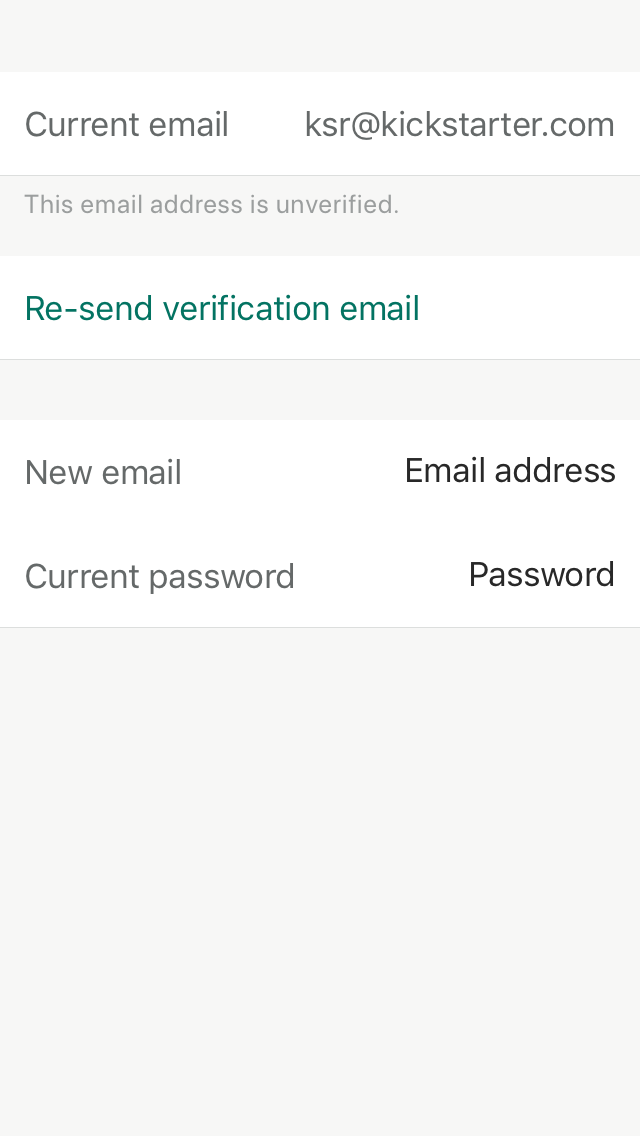 Current email ksr@kickstarter.com
This email address is unverified.
Re-send verification email
New email Email address
Current password Password